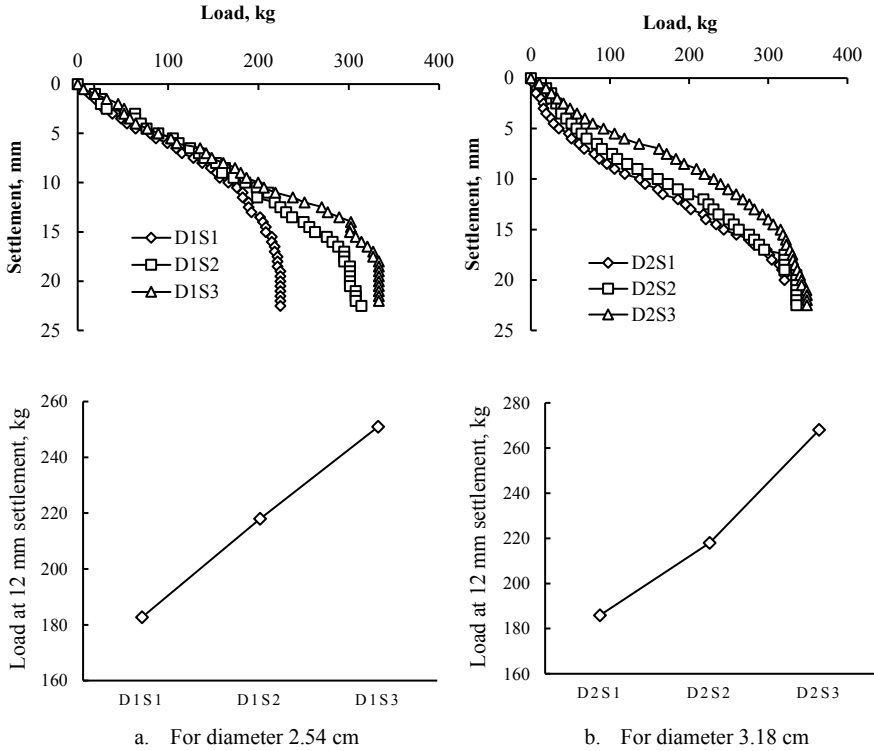 Load, kg
0
100
200
300
400
0
5
10
15
20
25
Settlement, mm
D1S1
D1S2
D1S3
Load, kg
0
100
200
300
400
0
5
10
15
20
25
Settlement, mm
D2S1
D2S2
D2S3
260
240
220
200
180
160
Load at 12 mm settlement, kg
D1S1
D1S2
D1S3
280
260
240
220
200
180
160
Load at 12 mm settlement, kg
D2S1
D2S2
D2S3
a. For diameter 2.54 cm
b. For diameter 3.18 cm